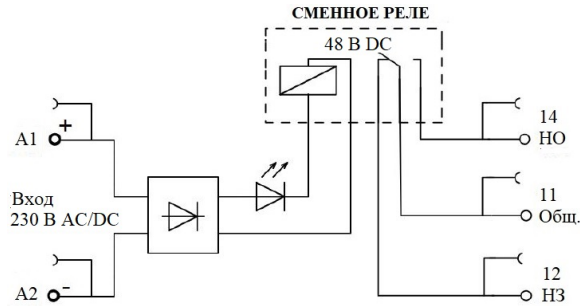 СМЕННОЕ РЕЛЕ
48 В DC
A1
+
Вход
230 В AC/DC
A2
-
14
НО
11
Общ.
12
НЗ